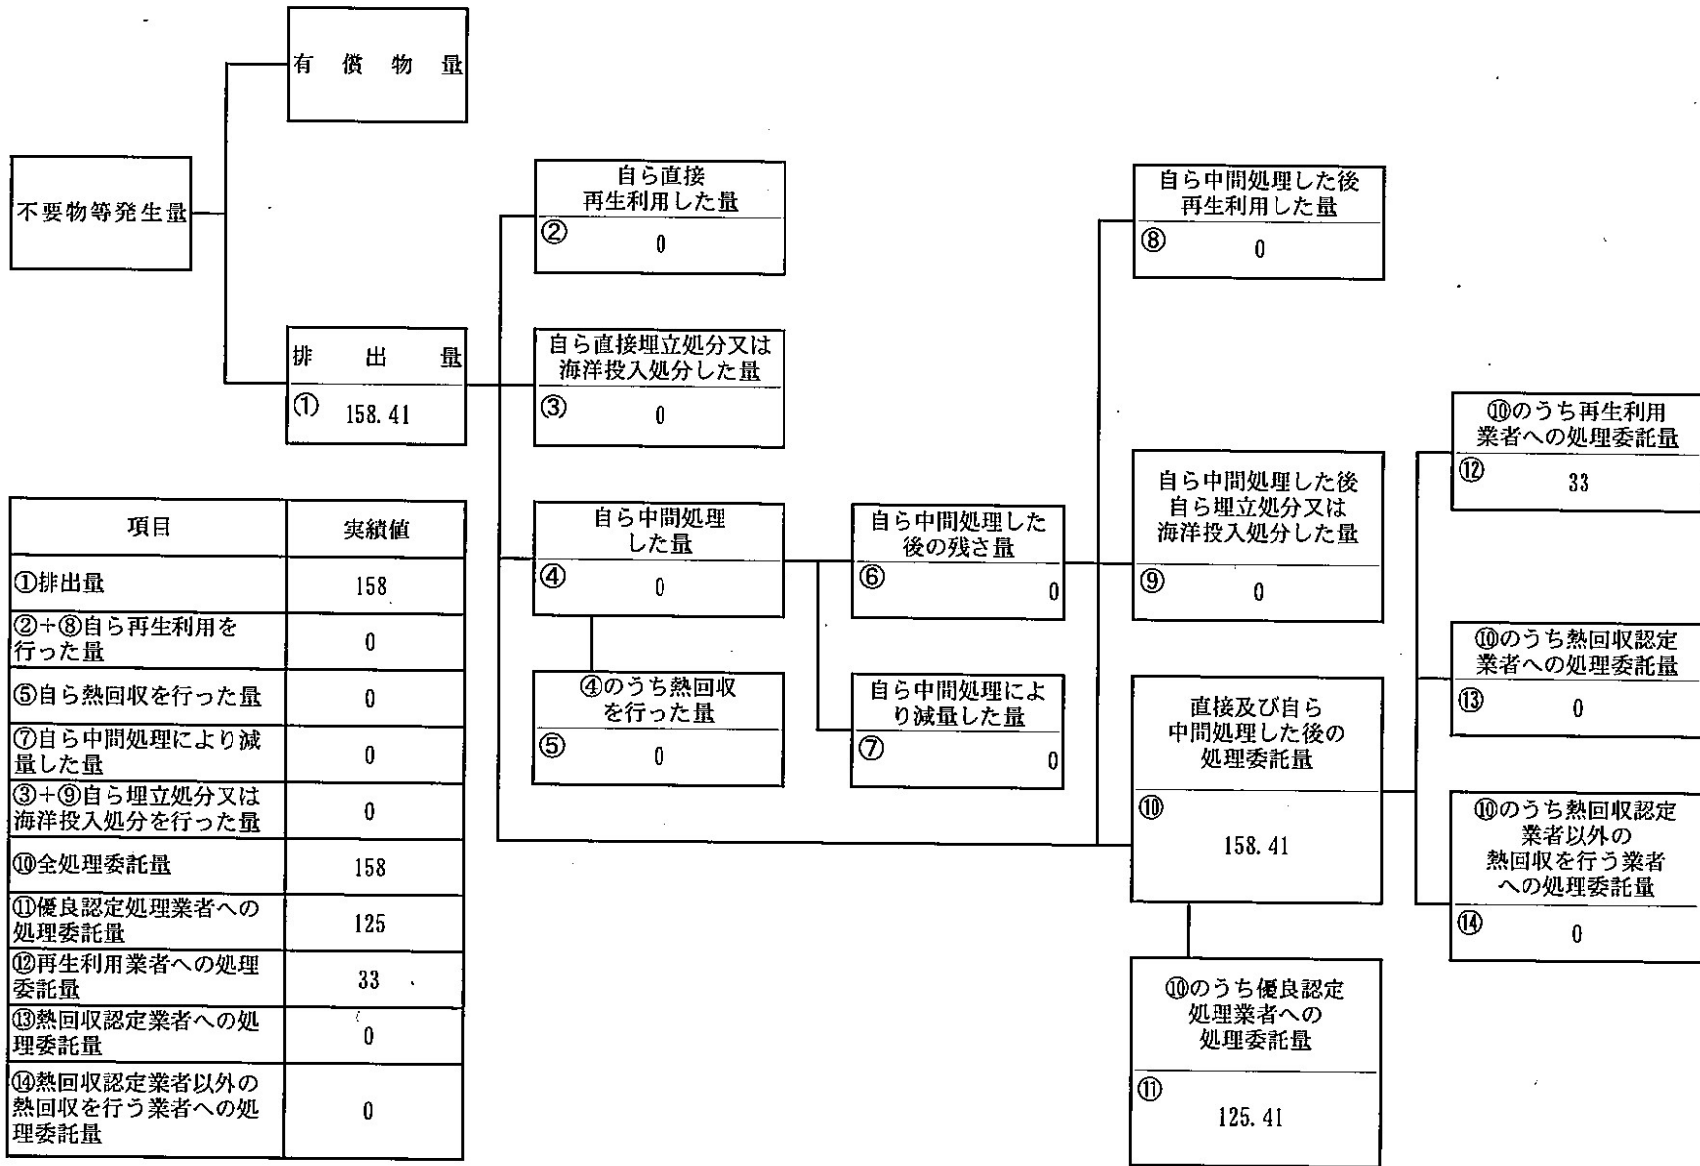 有償物量
不要物等発生量
排出量
① 158.41
自ら直接
再生利用した量
② 0
自ら直接埋立処分又は
海洋投入処分した量
③ 0
自ら中間処理
した量
④ 0
④のうち熱回収
を行った量
⑤ 0
自ら中間処理した
後の残さ量
⑥ 0
自ら中間処理によ
り減量した量
⑦ 0
自ら中間処理した後
再生利用した量
⑧ 0
自ら中間処理した後
自ら埋立処分又は
海洋投入処分した量
⑨ 0
直接及び自ら
中間処理した後の
処理委託量
⑩ 158.41
⑩のうち優良認定
処理業者への
処理委託量
⑪ 125.41
⑩のうち再生利用
業者への処理委託量
⑫ 33
⑩のうち熱回収認定
業者への処理委託量
⑬ 0
⑩のうち熱回収認定
業者以外の
熱回収を行う業者
への処理委託量
⑭ 0
項目 実績値
①排出量 158
②+⑧自ら再生利用を
行った量 0
⑤自ら熱回収を行った量 0
⑦自ら中間処理により減
量した量 0
③+⑨自ら埋立処分又は
海洋投入処分を行った量 0
⑩全処理委託量 158
⑪優良認定処理業者への
処理委託量 125
⑫再生利用業者への処理
委託量 33
⑬熱回収認定業者への処
理委託量 0
⑭熱回収認定業者以外の
熱回収を行う業者への処
理委託量 0